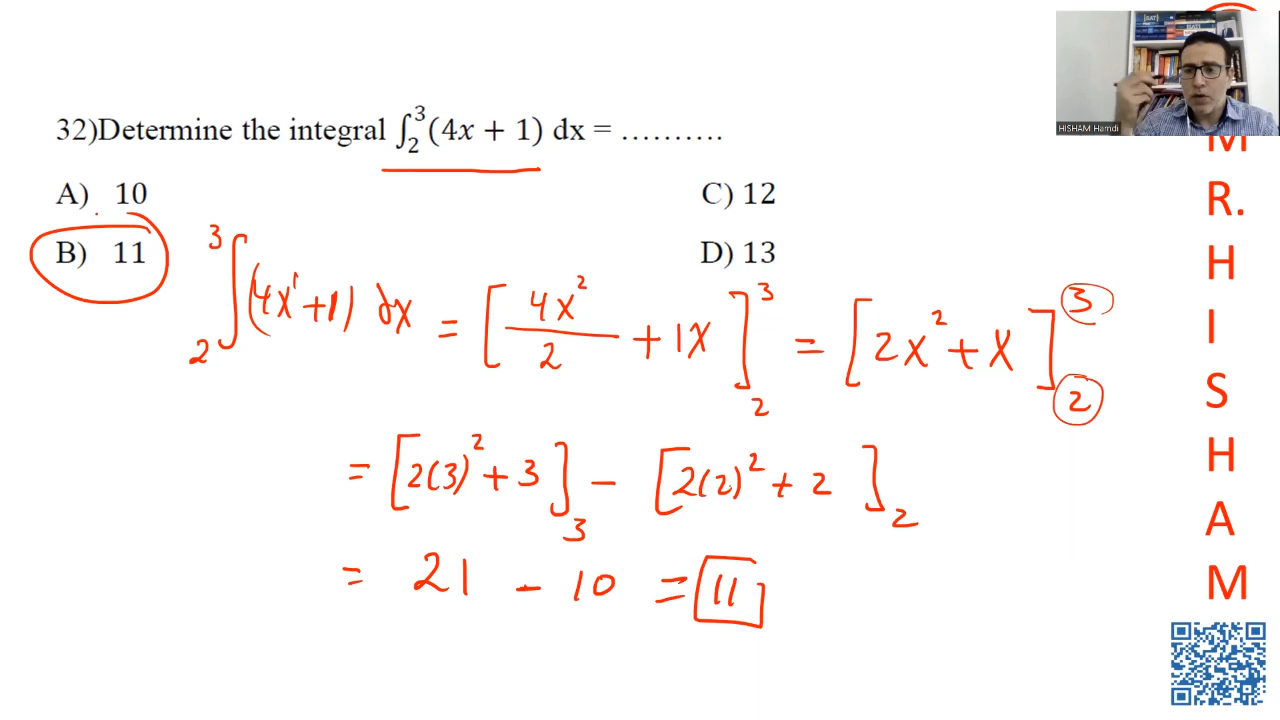 32)Determine the integral ∫₂³(4x + 1) dx = ……….
A) 10
C) 12
B) 11
D) 13
∫₂³ (4x¹+1) dx = [4x²/2 + 1x]₂³ = [2x² + x]₂³
= [2(3)² + 3]₃ − [2(2)² + 2]₂
= 21 - 10 = 11
HISHAM Hamdi
M
R.
H
I
S
H
A
M